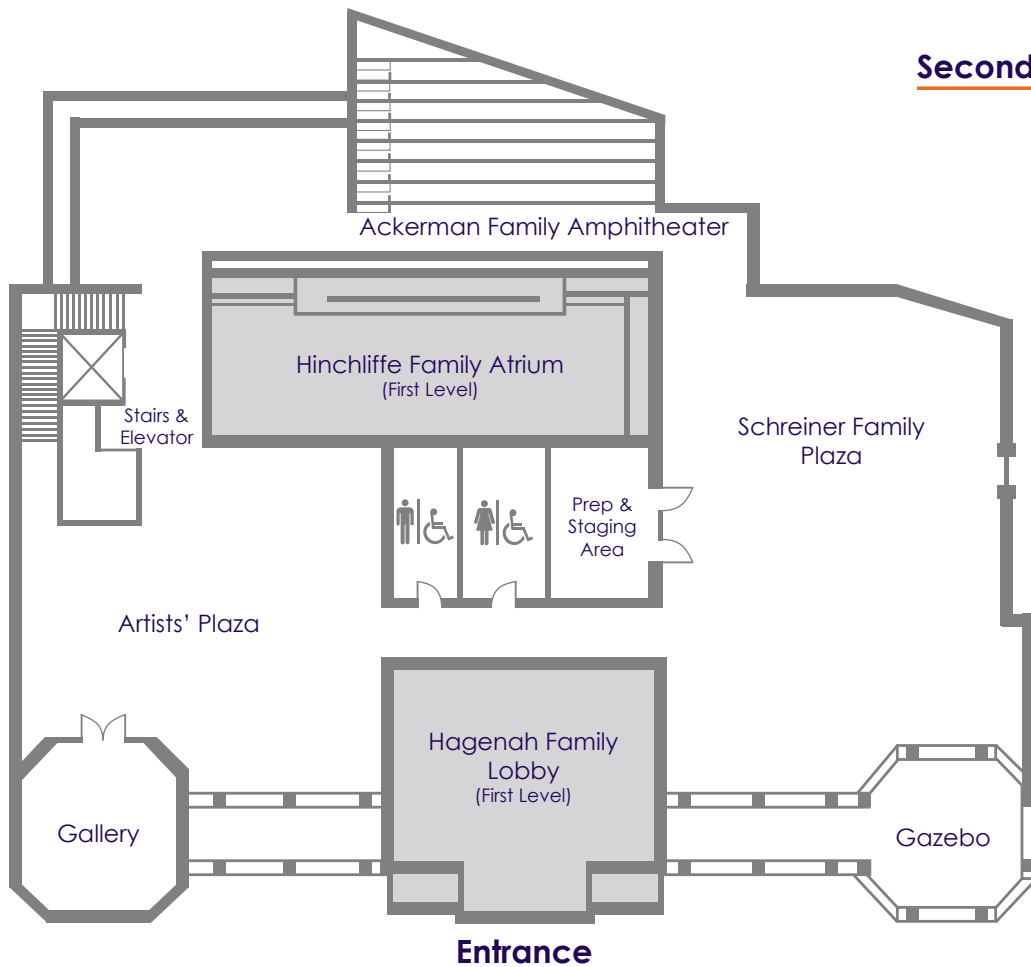 Second
Ackerman Family Amphitheater
Hinchliffe Family Atrium
(First Level)
Stairs &
Elevator
Schreiner Family
Plaza
Prep &
Staging
Area
Artists’ Plaza
Hagenah Family
Lobby
(First Level)
Gallery
Gazebo
Entrance